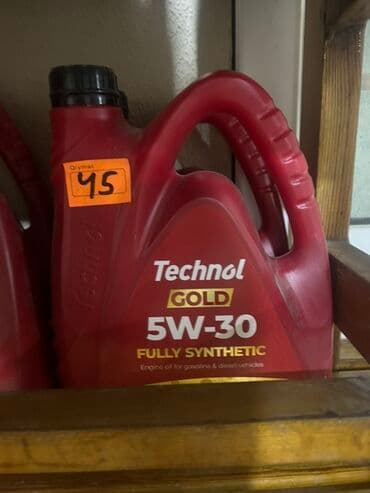 Qiymət
45
Technol
GOLD
5W-30
FULLY SYNTHETIC
Engine oil for gasoline & diesel vehicles